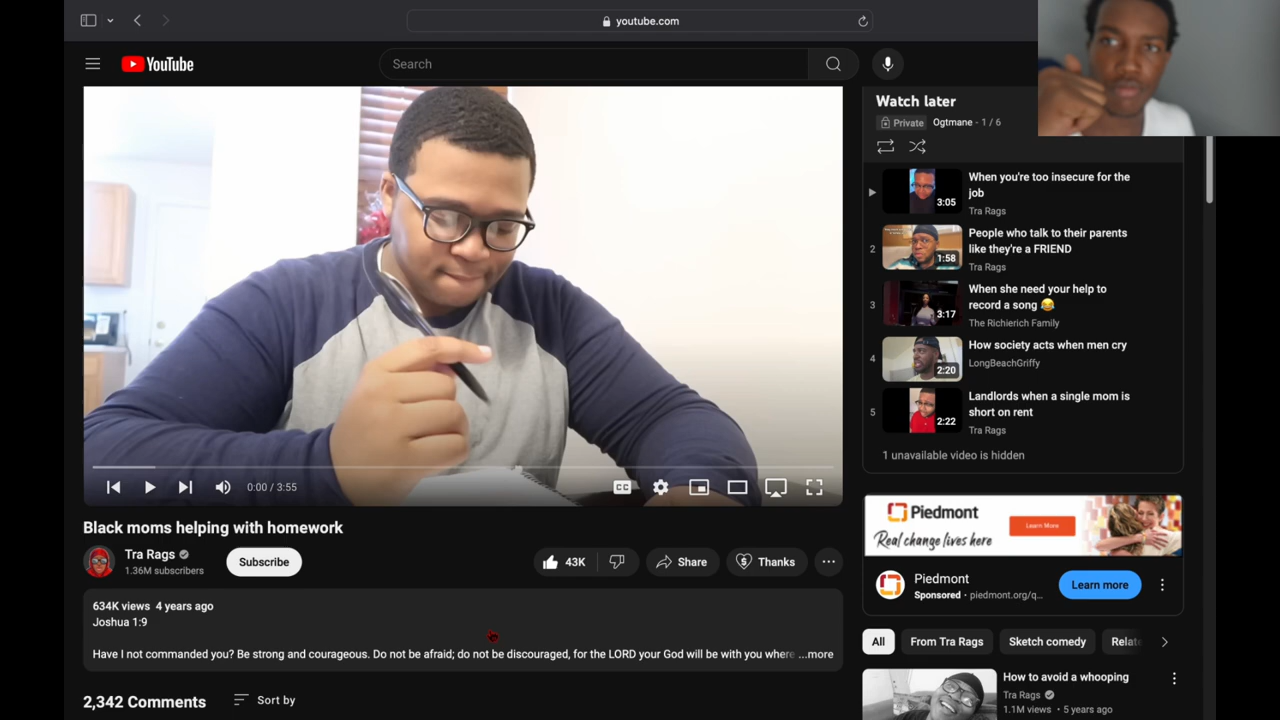 youtube.com
YouTube
Search
0:00 / 3:55
CC
Black moms helping with homework
Tra Rags
1.36M subscribers
Subscribe
43K
Share
Thanks
634K views 4 years ago
Joshua 1:9
Have I not commanded you? Be strong and courageous. Do not be afraid; do not be discouraged, for the LORD your God will be with you where ...more
2,342 Comments
Sort by
Watch later
Private
Ogtmane - 1 / 6
When you're too insecure for the
job
Tra Rags
3:05
2
People who talk to their parents
like they're a FRIEND
Tra Rags
1:58
3
When she need your help to
record a song 😂
The Richierich Family
3:17
4
How society acts when men cry
LongBeachGriffy
2:20
5
Landlords when a single mom is
short on rent
Tra Rags
2:22
1 unavailable video is hidden
Piedmont
Real change lives here
Learn More
Piedmont
Sponsored • piedmont.org/q...
Learn more
All
From Tra Rags
Sketch comedy
Relate
How to avoid a whooping
Tra Rags
1.1M views • 5 years ago